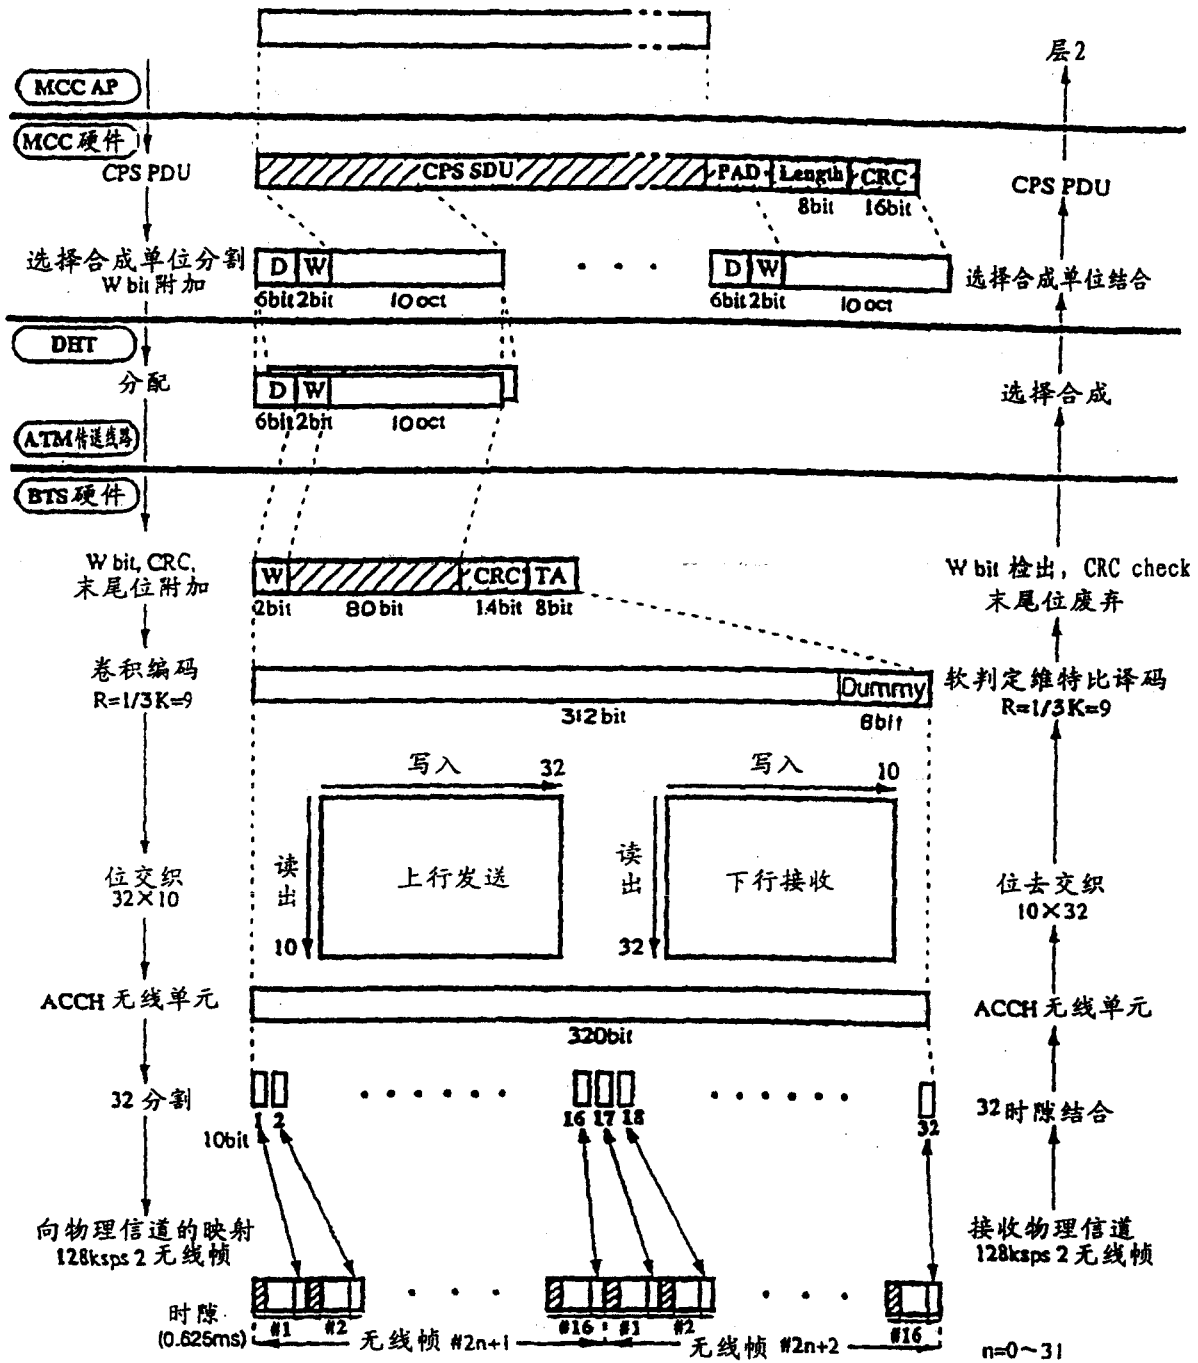 层2
MCC AP
MCC 硬件
CPS PDU
CPS SDU
PAD
Length
CRC
8bit
16bit
CPS PDU
选择合成单位分割
W bit 附加
D
W
6bit
2bit
10 oct
D
W
6bit
2bit
10 oct
选择合成单位结合
DHT
分配
D
W
6bit
2bit
10 oct
选择合成
ATM 传送线路
BTS 硬件
W bit, CRC,
末尾位附加
W
CRC
TA
2bit
80 bit
14bit
8bit
W bit 检出, CRC check
末尾位废弃
卷积编码
R=1/3 K=9
Dummy
312 bit
8bit
软判定维特比译码
R=1/3 K=9
写入
32
写入
10
读出
10
上行发送
读出
32
下行接收
位交织
32×10
位去交织
10×32
ACCH 无线单元
320bit
ACCH 无线单元
32 分割
10bit
1
2
16
17
18
32
32时隙结合
向物理信道的映射
128ksps 2 无线帧
接收物理信道
128ksps 2 无线帧
时隙
(0.625ms)
#1
#2
#16
#1
#2
#16
无线帧 #2n+1
无线帧 #2n+2
n=0~31